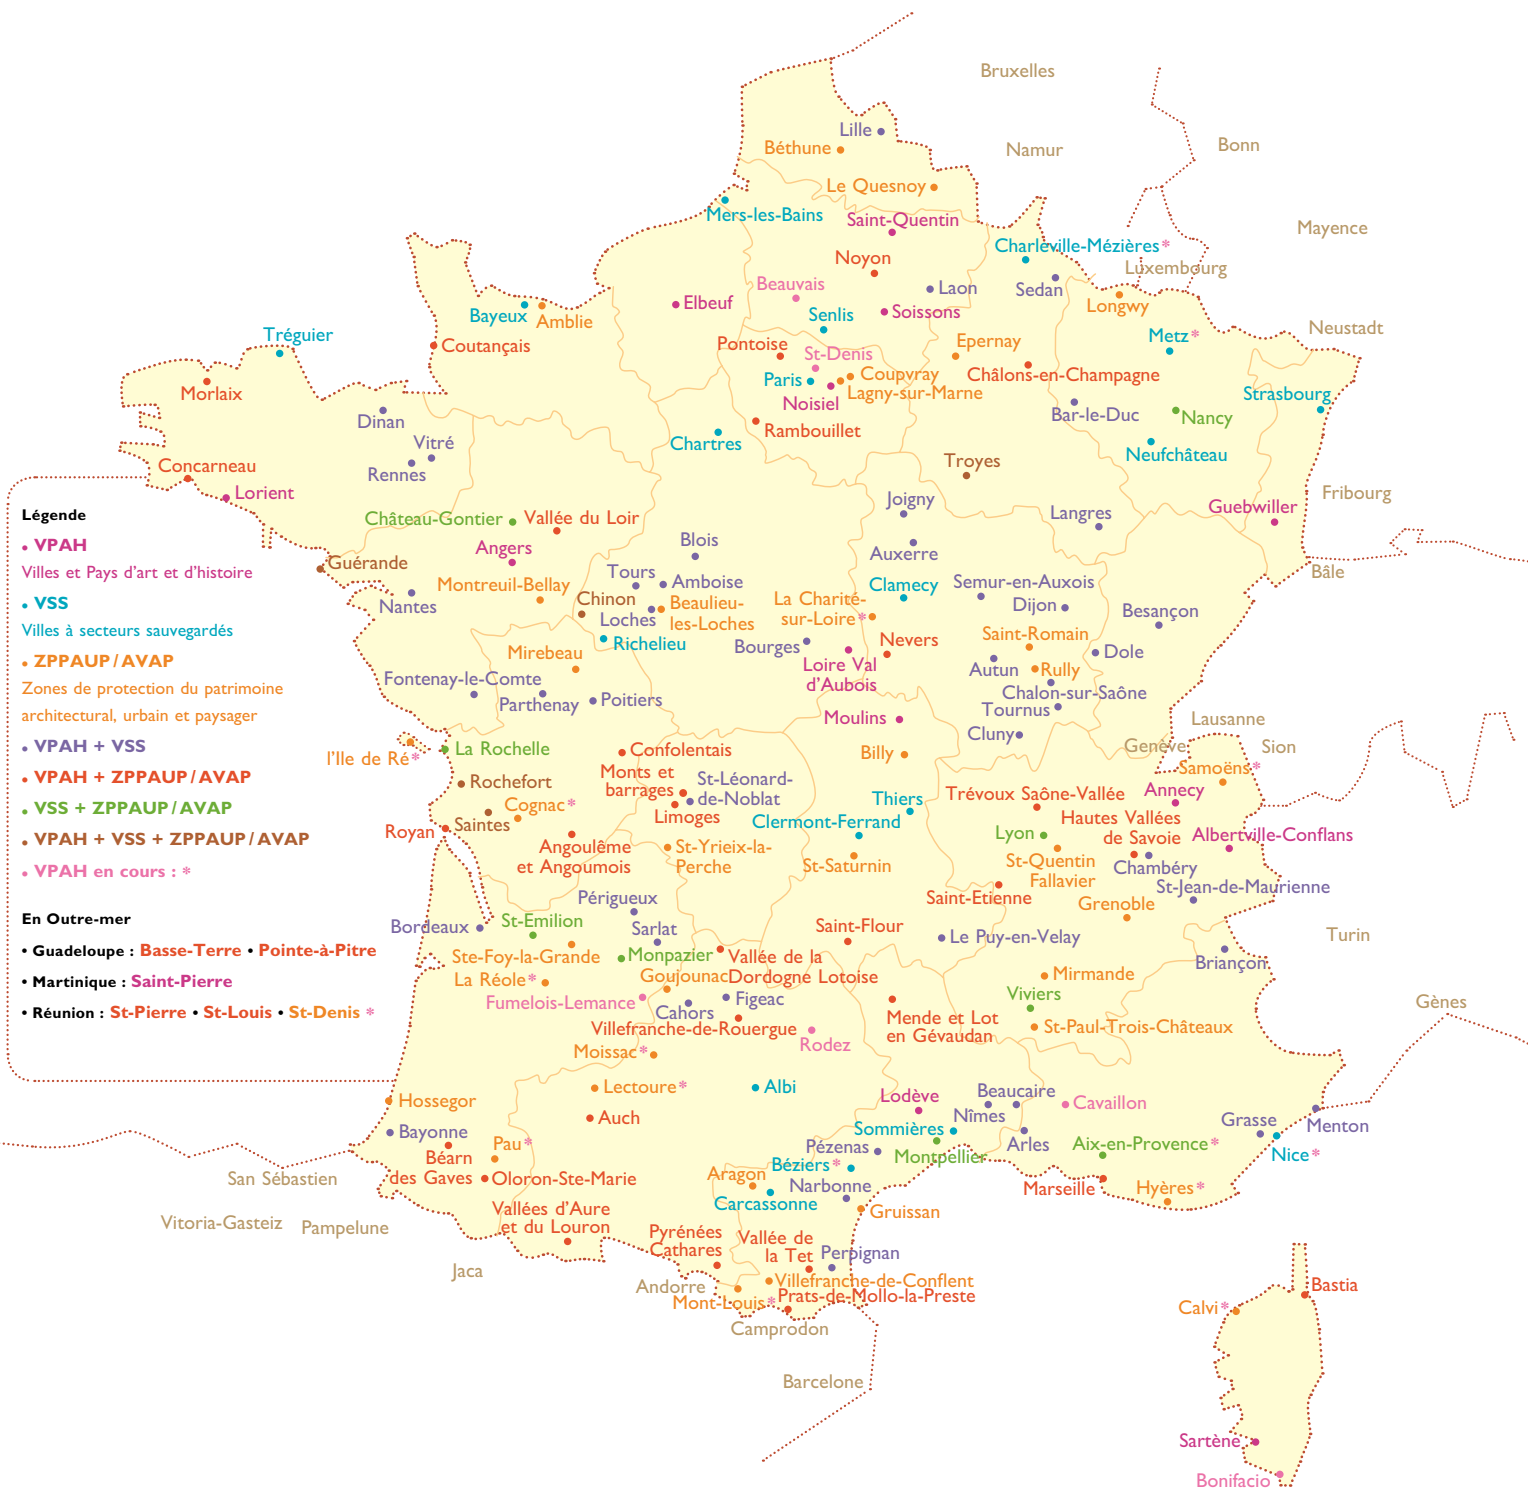 Bruxelles
Lille
Bonn
Béthune
Namur
Le Quesnoy
Mers-les-Bains
Saint-Quentin
Mayence
Charleville-Mézières*
Noyon
Luxembourg
Beauvais
Laon
Sedan
Elbeuf
Longwy
Bayeux
Amblie
Senlis
Soissons
Neustadt
Tréguier
Metz*
Coutançais
Pontoise
St-Denis
Epernay
Paris
Coupvray
Châlons-en-Champagne
Morlaix
Noisiel
Lagny-sur-Marne
Strasbourg
Dinan
Bar-le-Duc
Nancy
Rambouillet
Vitré
Chartres
Neufchâteau
Concarneau
Rennes
Troyes
Lorient
Fribourg
Joigny
Guebwiller
Langres
Château-Gontier
Vallée du Loir
Blois
Angers
Auxerre
Guérande
Bâle
Tours
Amboise
Clamecy
Semur-en-Auxois
Montreuil-Bellay
Nantes
Chinon
Beaulieu-
les-Loches
La Charité-
sur-Loire*
Dijon
Besançon
Loches
Richelieu
Bourges
Nevers
Saint-Romain
Mirebeau
Dole
Loire Val
d'Aubois
Autun
Rully
Fontenay-le-Comte
Chalon-sur-Saône
Parthenay
Poitiers
Tournus
Moulins
Lausanne
Cluny
Genève
Sion
La Rochelle
Confolentais
Billy
l'Ile de Ré*
Samoëns*
Monts et
barrages
St-Léonard-
de-Noblat
Rochefort
Annecy
Trévoux Saône-Vallée
Thiers
Cognac*
Limoges
Clermont-Ferrand
Hautes Vallées
de Savoie
Saintes
Royan
Lyon
Albertville-Conflans
Angoulême
et Angoumois
St-Yrieix-la-
Perche
St-Saturnin
St-Quentin
Fallavier
Chambéry
St-Jean-de-Maurienne
Périgueux
Saint-Etienne
Grenoble
Bordeaux
St-Emilion
Sarlat
Saint-Flour
Le Puy-en-Velay
Turin
Ste-Foy-la-Grande
Monpazier
Vallée de la
Dordogne Lotoise
Briançon
La Réole*
Goujounac
Mirmande
Fumelois-Lemance
Cahors
Figeac
Viviers
Gènes
Villefranche-de-Rouergue
Mende et Lot
en Gévaudan
St-Paul-Trois-Châteaux
Rodez
Moissac*
Lectoure*
Albi
Hossegor
Lodève
Beaucaire
Cavaillon
Auch
Nîmes
Bayonne
Sommières
Arles
Grasse
Menton
Pau*
Pézenas
Montpellier
Aix-en-Provence*
Nice*
Béarn
des Gaves
Béziers*
Oloron-Ste-Marie
Aragon
Narbonne
Marseille
Hyères*
San Sébastien
Carcassonne
Vallées d'Aure
et du Louron
Gruissan
Vitoria-Gasteiz
Pampelune
Pyrénées
Cathares
Vallée de
la Tet
Perpignan
Jaca
Andorre
Villefranche-de-Conflent
Mont-Louis*
Prats-de-Mollo-la-Preste
Bastia
Calvi*
Camprodon
Barcelone
Sartène
Bonifacio
Légende
• VPAH
Villes et Pays d'art et d'histoire
• VSS
Villes à secteurs sauvegardés
• ZPPAUP/AVAP
Zones de protection du patrimoine
architectural, urbain et paysager
• VPAH + VSS
• VPAH + ZPPAUP/AVAP
• VSS + ZPPAUP/AVAP
• VPAH + VSS + ZPPAUP/AVAP
• VPAH en cours : *
En Outre-mer
• Guadeloupe : Basse-Terre • Pointe-à-Pitre
• Martinique : Saint-Pierre
• Réunion : St-Pierre • St-Louis • St-Denis *